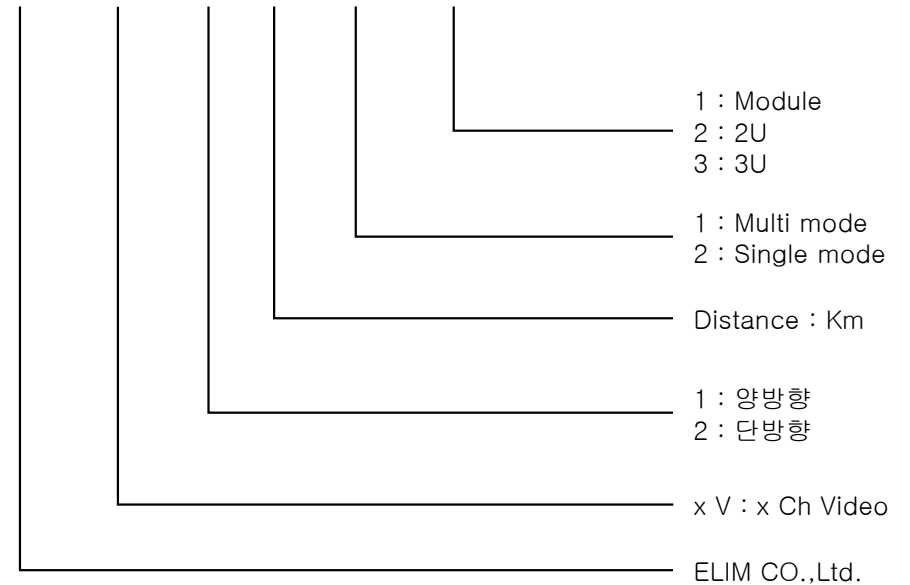 1 : Module
2 : 2U
3 : 3U
1 : Multi mode
2 : Single mode
Distance : Km
1 : 양방향
2 : 단방향
x V : x Ch Video
ELIM CO.,Ltd.